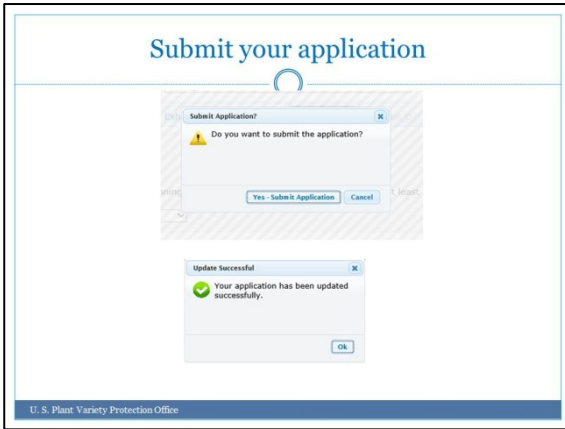 Submit your application
Submit Application?
Do you want to submit the application?
t least
Yes - Submit Application Cancel
Update Successful
Your application has been updated
successfully.
Ok
U. S. Plant Variety Protection Office